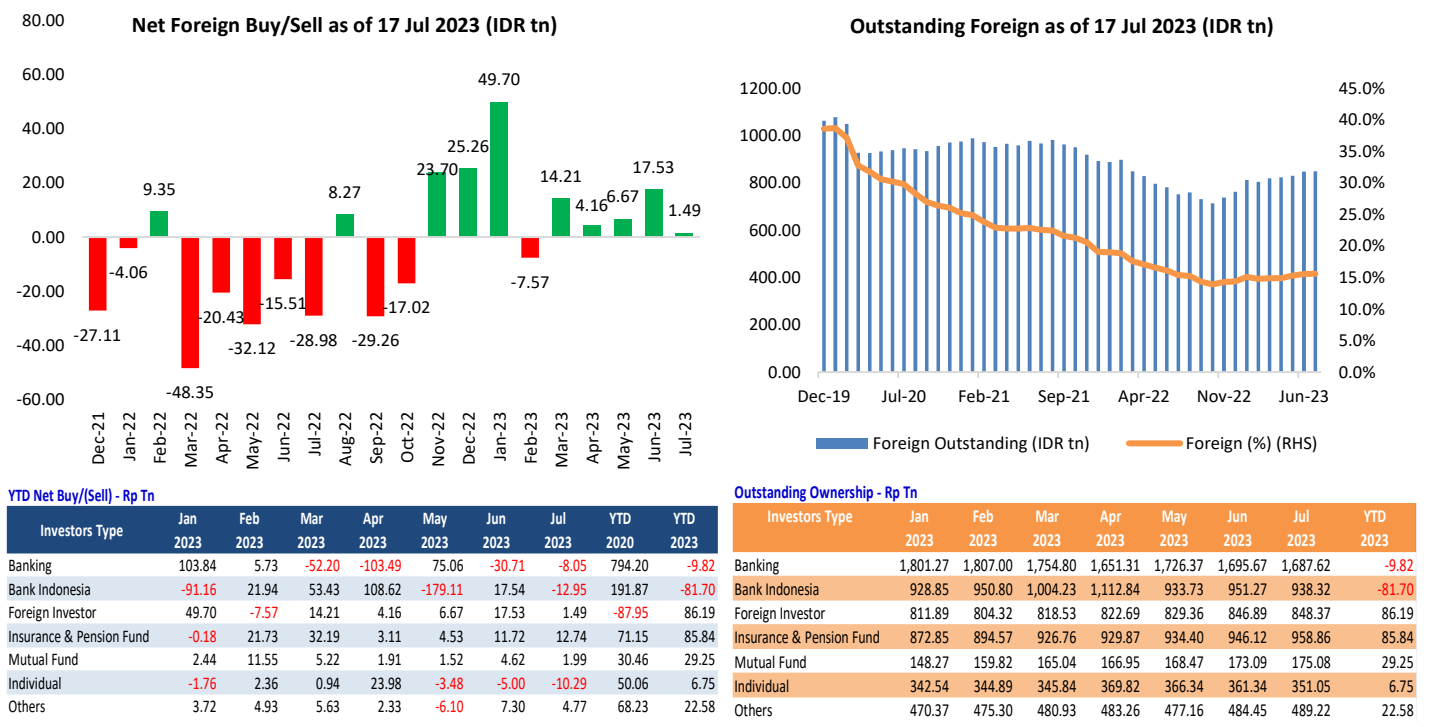 Net Foreign Buy/Sell as of 17 Jul 2023 (IDR tn)
80.00
60.00
40.00
20.00
0.00
-20.00
-40.00
-60.00
-27.11
-4.06
9.35
-48.35
-20.43
-32.12
-15.51
-28.98
8.27
-29.26
-17.02
23.70
25.26
49.70
-7.57
14.21
4.16
6.67
17.53
1.49
Dec-21
Jan-22
Feb-22
Mar-22
Apr-22
May-22
Jun-22
Jul-22
Aug-22
Sep-22
Oct-22
Nov-22
Dec-22
Jan-23
Feb-23
Mar-23
Apr-23
May-23
Jun-23
Jul-23
Outstanding Foreign as of 17 Jul 2023 (IDR tn)
1200.00
1000.00
800.00
600.00
400.00
200.00
0.00
45.0%
40.0%
35.0%
30.0%
25.0%
20.0%
15.0%
10.0%
5.0%
0.0%
Dec-19 Jul-20 Feb-21 Sep-21 Apr-22 Nov-22 Jun-23
Foreign Outstanding (IDR tn) Foreign (%) (RHS)
YTD Net Buy/(Sell) - Rp Tn
Investors Type Jan 2023 Feb 2023 Mar 2023 Apr 2023 May 2023 Jun 2023 Jul 2023 YTD 2020 YTD 2023
Banking 103.84 5.73 -52.20 -103.49 75.06 -30.71 -8.05 794.20 -9.82
Bank Indonesia -91.16 21.94 53.43 108.62 -179.11 17.54 -12.95 191.87 -81.70
Foreign Investor 49.70 -7.57 14.21 4.16 6.67 17.53 1.49 -87.95 86.19
Insurance & Pension Fund -0.18 21.73 32.19 3.11 4.53 11.72 12.74 71.15 85.84
Mutual Fund 2.44 11.55 5.22 1.91 1.52 4.62 1.99 30.46 29.25
Individual -1.76 2.36 0.94 23.98 -3.48 -5.00 -10.29 50.06 6.75
Others 3.72 4.93 5.63 2.33 -6.10 7.30 4.77 68.23 22.58
Outstanding Ownership - Rp Tn
Investors Type Jan 2023 Feb 2023 Mar 2023 Apr 2023 May 2023 Jun 2023 Jul 2023 YTD 2023
Banking 1,801.27 1,807.00 1,754.80 1,651.31 1,726.37 1,695.67 1,687.62 -9.82
Bank Indonesia 928.85 950.80 1,004.23 1,112.84 933.73 951.27 938.32 -81.70
Foreign Investor 811.89 804.32 818.53 822.69 829.36 846.89 848.37 86.19
Insurance & Pension Fund 872.85 894.57 926.76 929.87 934.40 946.12 958.86 85.84
Mutual Fund 148.27 159.82 165.04 166.95 168.47 173.09 175.08 29.25
Individual 342.54 344.89 345.84 369.82 366.34 361.34 351.05 6.75
Others 470.37 475.30 480.93 483.26 477.16 484.45 489.22 22.58